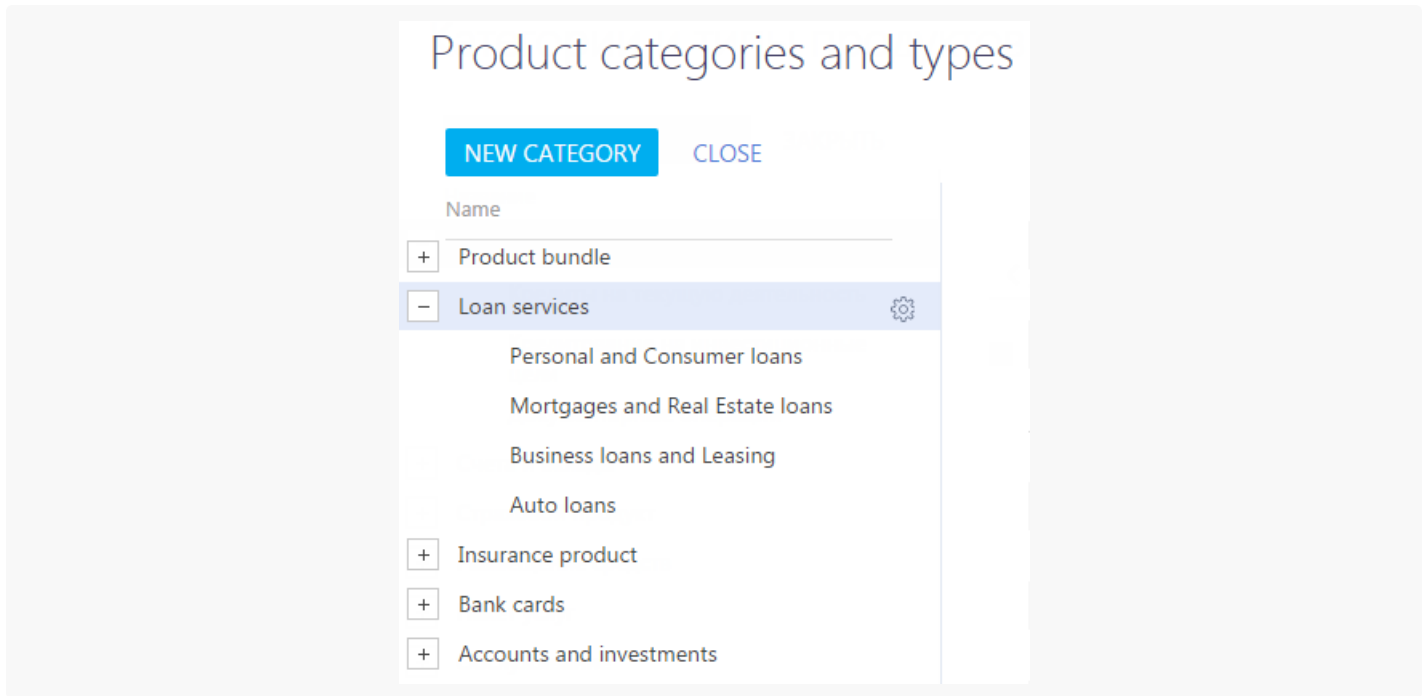 Product categories and types
NEW CATEGORY CLOSE
Name
+ Product bundle
− Loan services
Personal and Consumer loans
Mortgages and Real Estate loans
Business loans and Leasing
Auto loans
+ Insurance product
+ Bank cards
+ Accounts and investments